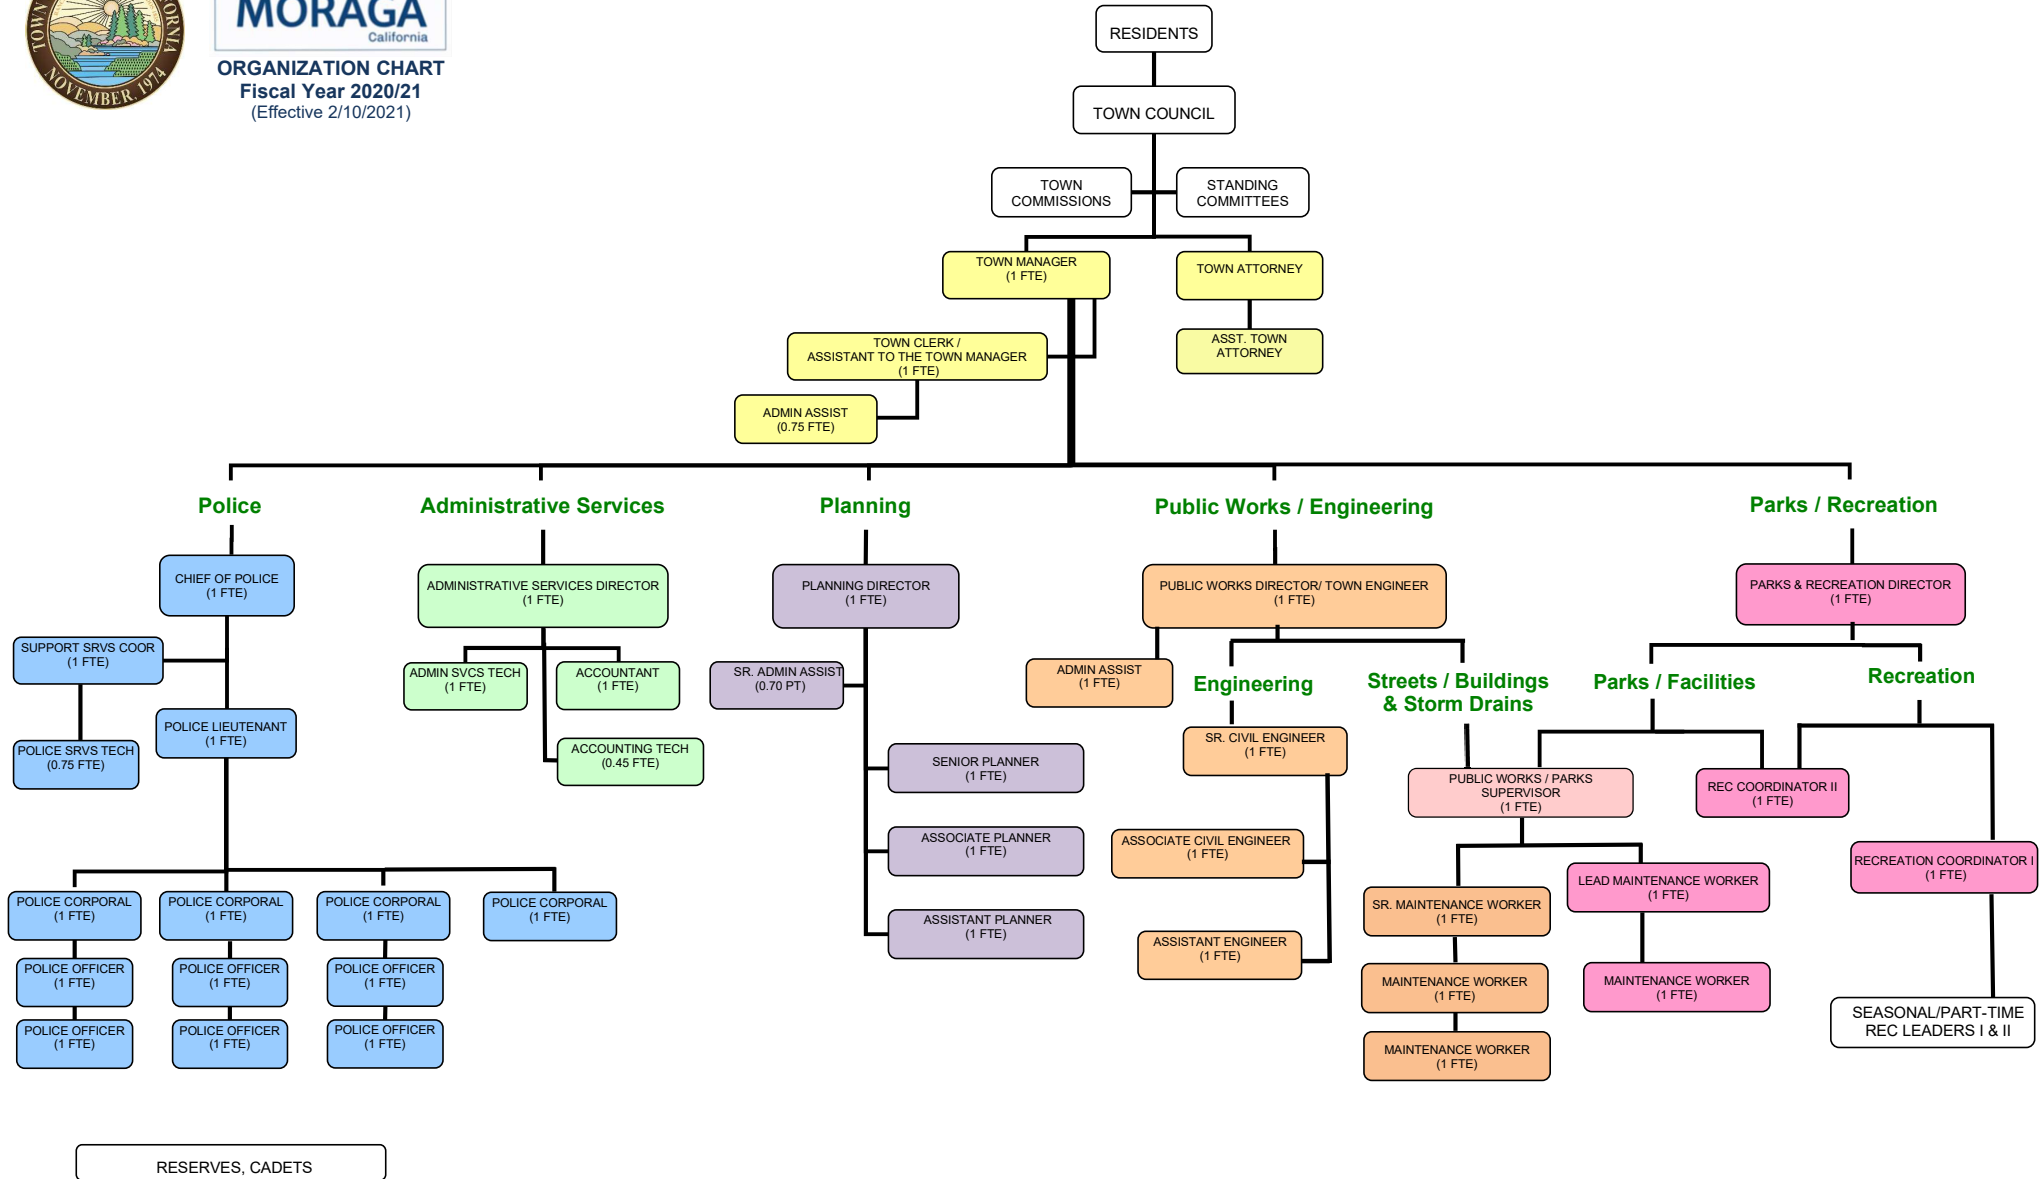 TOWN
FORNIA
NOVEMBER, 1974
MORAGA
California
ORGANIZATION CHART
Fiscal Year 2020/21
(Effective 2/10/2021)
RESIDENTS
TOWN COUNCIL
TOWN
COMMISSIONS
STANDING
COMMITTEES
TOWN MANAGER
(1 FTE)
TOWN ATTORNEY
TOWN CLERK /
ASSISTANT TO THE TOWN MANAGER
(1 FTE)
ASST. TOWN
ATTORNEY
ADMIN ASSIST
(0.75 FTE)
Police
Administrative Services
Planning
Public Works / Engineering
Parks / Recreation
CHIEF OF POLICE
(1 FTE)
SUPPORT SRVS COOR
(1 FTE)
POLICE SRVS TECH
(0.75 FTE)
POLICE LIEUTENANT
(1 FTE)
POLICE CORPORAL
(1 FTE)
POLICE CORPORAL
(1 FTE)
POLICE CORPORAL
(1 FTE)
POLICE CORPORAL
(1 FTE)
POLICE OFFICER
(1 FTE)
POLICE OFFICER
(1 FTE)
POLICE OFFICER
(1 FTE)
POLICE OFFICER
(1 FTE)
POLICE OFFICER
(1 FTE)
POLICE OFFICER
(1 FTE)
RESERVES, CADETS
ADMINISTRATIVE SERVICES DIRECTOR
(1 FTE)
ADMIN SVCS TECH
(1 FTE)
ACCOUNTANT
(1 FTE)
ACCOUNTING TECH
(0.45 FTE)
PLANNING DIRECTOR
(1 FTE)
SR. ADMIN ASSIST
(0.70 PT)
SENIOR PLANNER
(1 FTE)
ASSOCIATE PLANNER
(1 FTE)
ASSISTANT PLANNER
(1 FTE)
PUBLIC WORKS DIRECTOR/ TOWN ENGINEER
(1 FTE)
ADMIN ASSIST
(1 FTE)
Engineering
SR. CIVIL ENGINEER
(1 FTE)
ASSOCIATE CIVIL ENGINEER
(1 FTE)
ASSISTANT ENGINEER
(1 FTE)
Streets / Buildings
& Storm Drains
PUBLIC WORKS / PARKS
SUPERVISOR
(1 FTE)
SR. MAINTENANCE WORKER
(1 FTE)
MAINTENANCE WORKER
(1 FTE)
MAINTENANCE WORKER
(1 FTE)
LEAD MAINTENANCE WORKER
(1 FTE)
MAINTENANCE WORKER
(1 FTE)
PARKS & RECREATION DIRECTOR
(1 FTE)
Parks / Facilities
Recreation
REC COORDINATOR II
(1 FTE)
RECREATION COORDINATOR I
(1 FTE)
SEASONAL/PART-TIME
REC LEADERS I & II